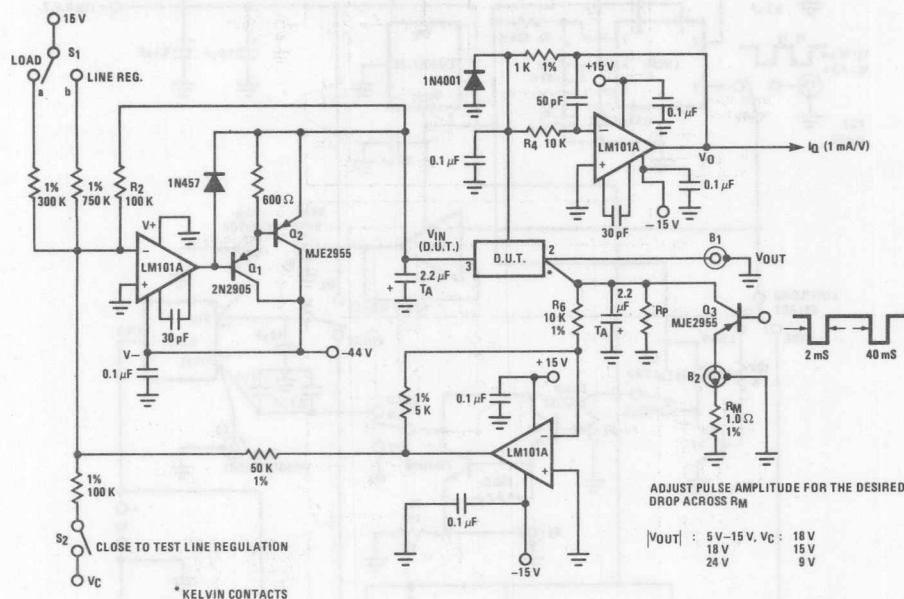 15 V
S1
LOAD
LINE REG.
a
b
1%
300 K
1%
750 K
R2
100 K
1N457
600 Ω
Q2
MJE2955
V+
LM101A
Q1
2N2905
30 pF
V−
0.1 µF
−44 V
1N4001
1 K
1%
+15 V
50 pF
0.1 µF
R4
10 K
LM101A
VO
IQ (1 mA/V)
0.1 µF
0.1 µF
−15 V
30 pF
VIN
(D.U.T.)
3
D.U.T.
2
*
B1
VOUT
2.2 µF
+
TA
R6
10 K
1%
2.2
µF
TA
+
RP
Q3
MJE2955
2 mS
40 mS
B2
RM
1.0 Ω
1%
1%
5 K
+15 V
0.1 µF
LM101A
50 K
1%
0.1 µF
−15 V
1%
100 K
S2
CLOSE TO TEST LINE REGULATION
VC
* KELVIN CONTACTS
ADJUST PULSE AMPLITUDE FOR THE DESIRED
DROP ACROSS RM
|VOUT| : 5 V–15 V, VC : 18 V
18 V 15 V
24 V 9 V